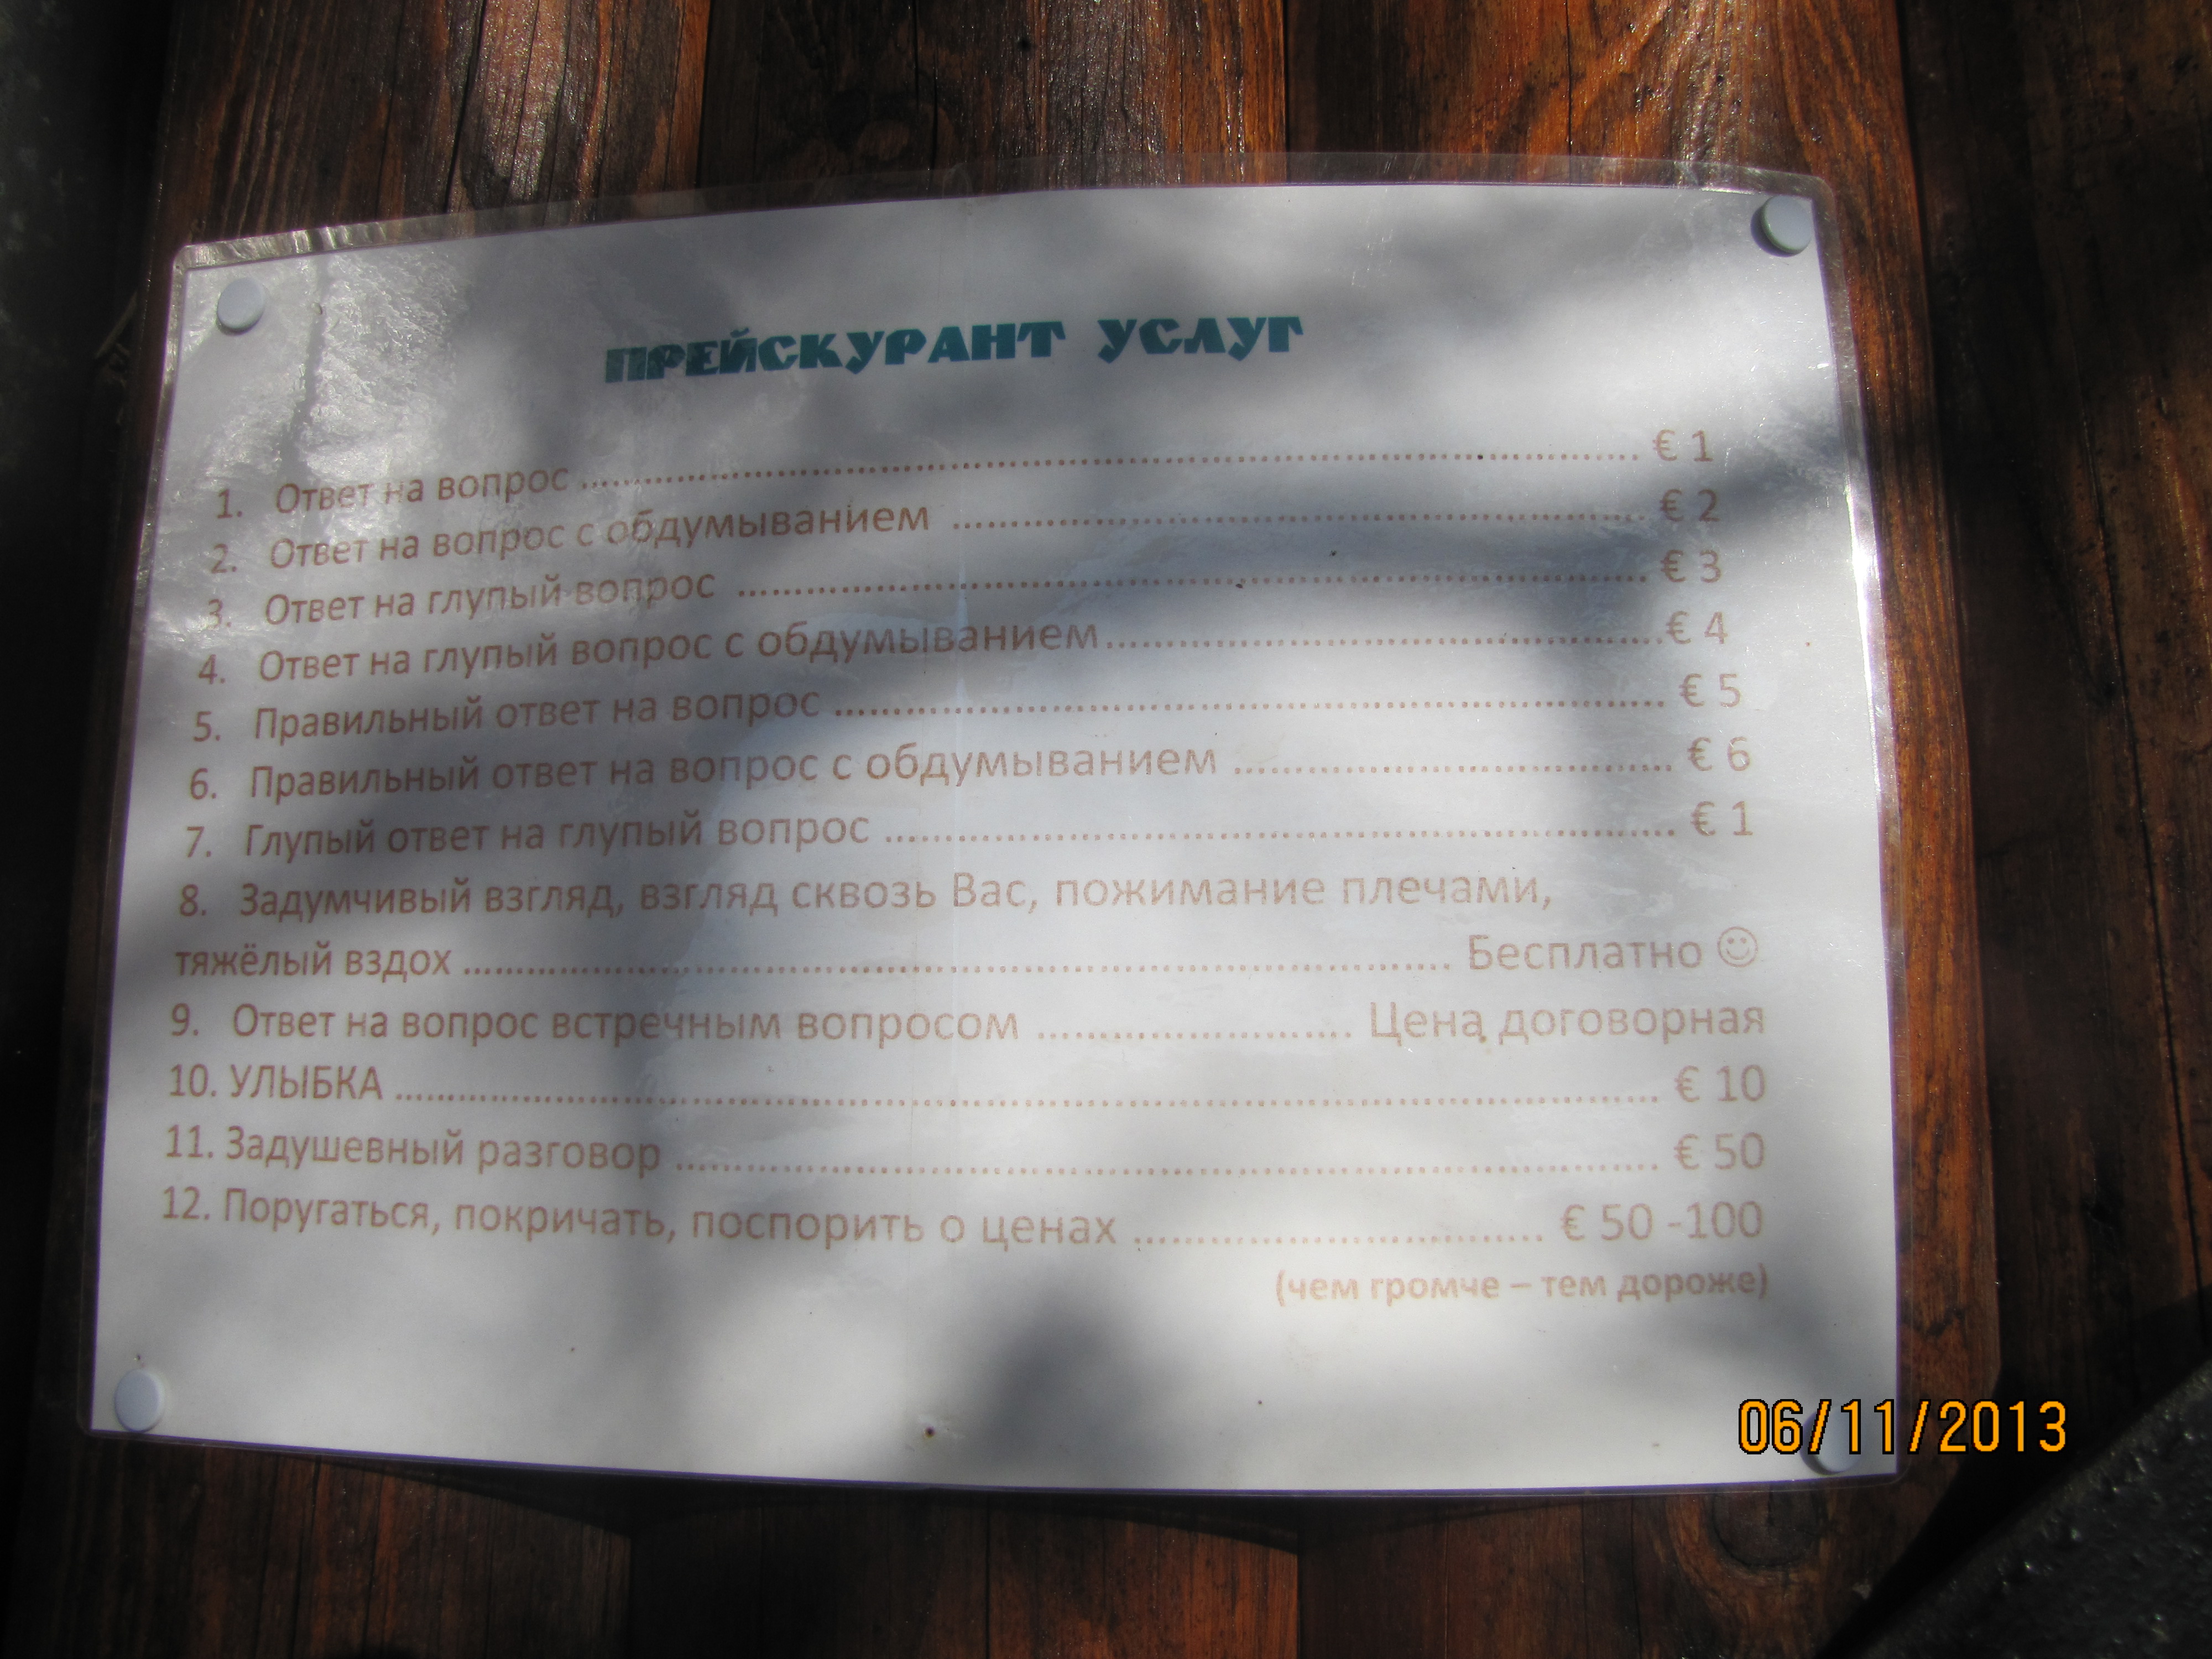 ПРЕЙСКУРАНТ УСЛУГ
1. Ответ на вопрос ........................ € 1
2. Ответ на вопрос с обдумыванием ........................ € 2
3. Ответ на глупый вопрос ........................ € 3
4. Ответ на глупый вопрос с обдумыванием........................€ 4
5. Правильный ответ на вопрос ........................ € 5
6. Правильный ответ на вопрос с обдумыванием ........................ € 6
7. Глупый ответ на глупый вопрос ........................ € 1
8. Задумчивый взгляд, взгляд сквозь Вас, пожимание плечами,
тяжёлый вздох ........................ Бесплатно ☺
9. Ответ на вопрос встречным вопросом ........................ Цена договорная
10. УЛЫБКА ........................ € 10
11. Задушевный разговор ........................ € 50
12. Поругаться, покричать, поспорить о ценах ........................ € 50 -100
(чем громче – тем дороже)
06/11/2013